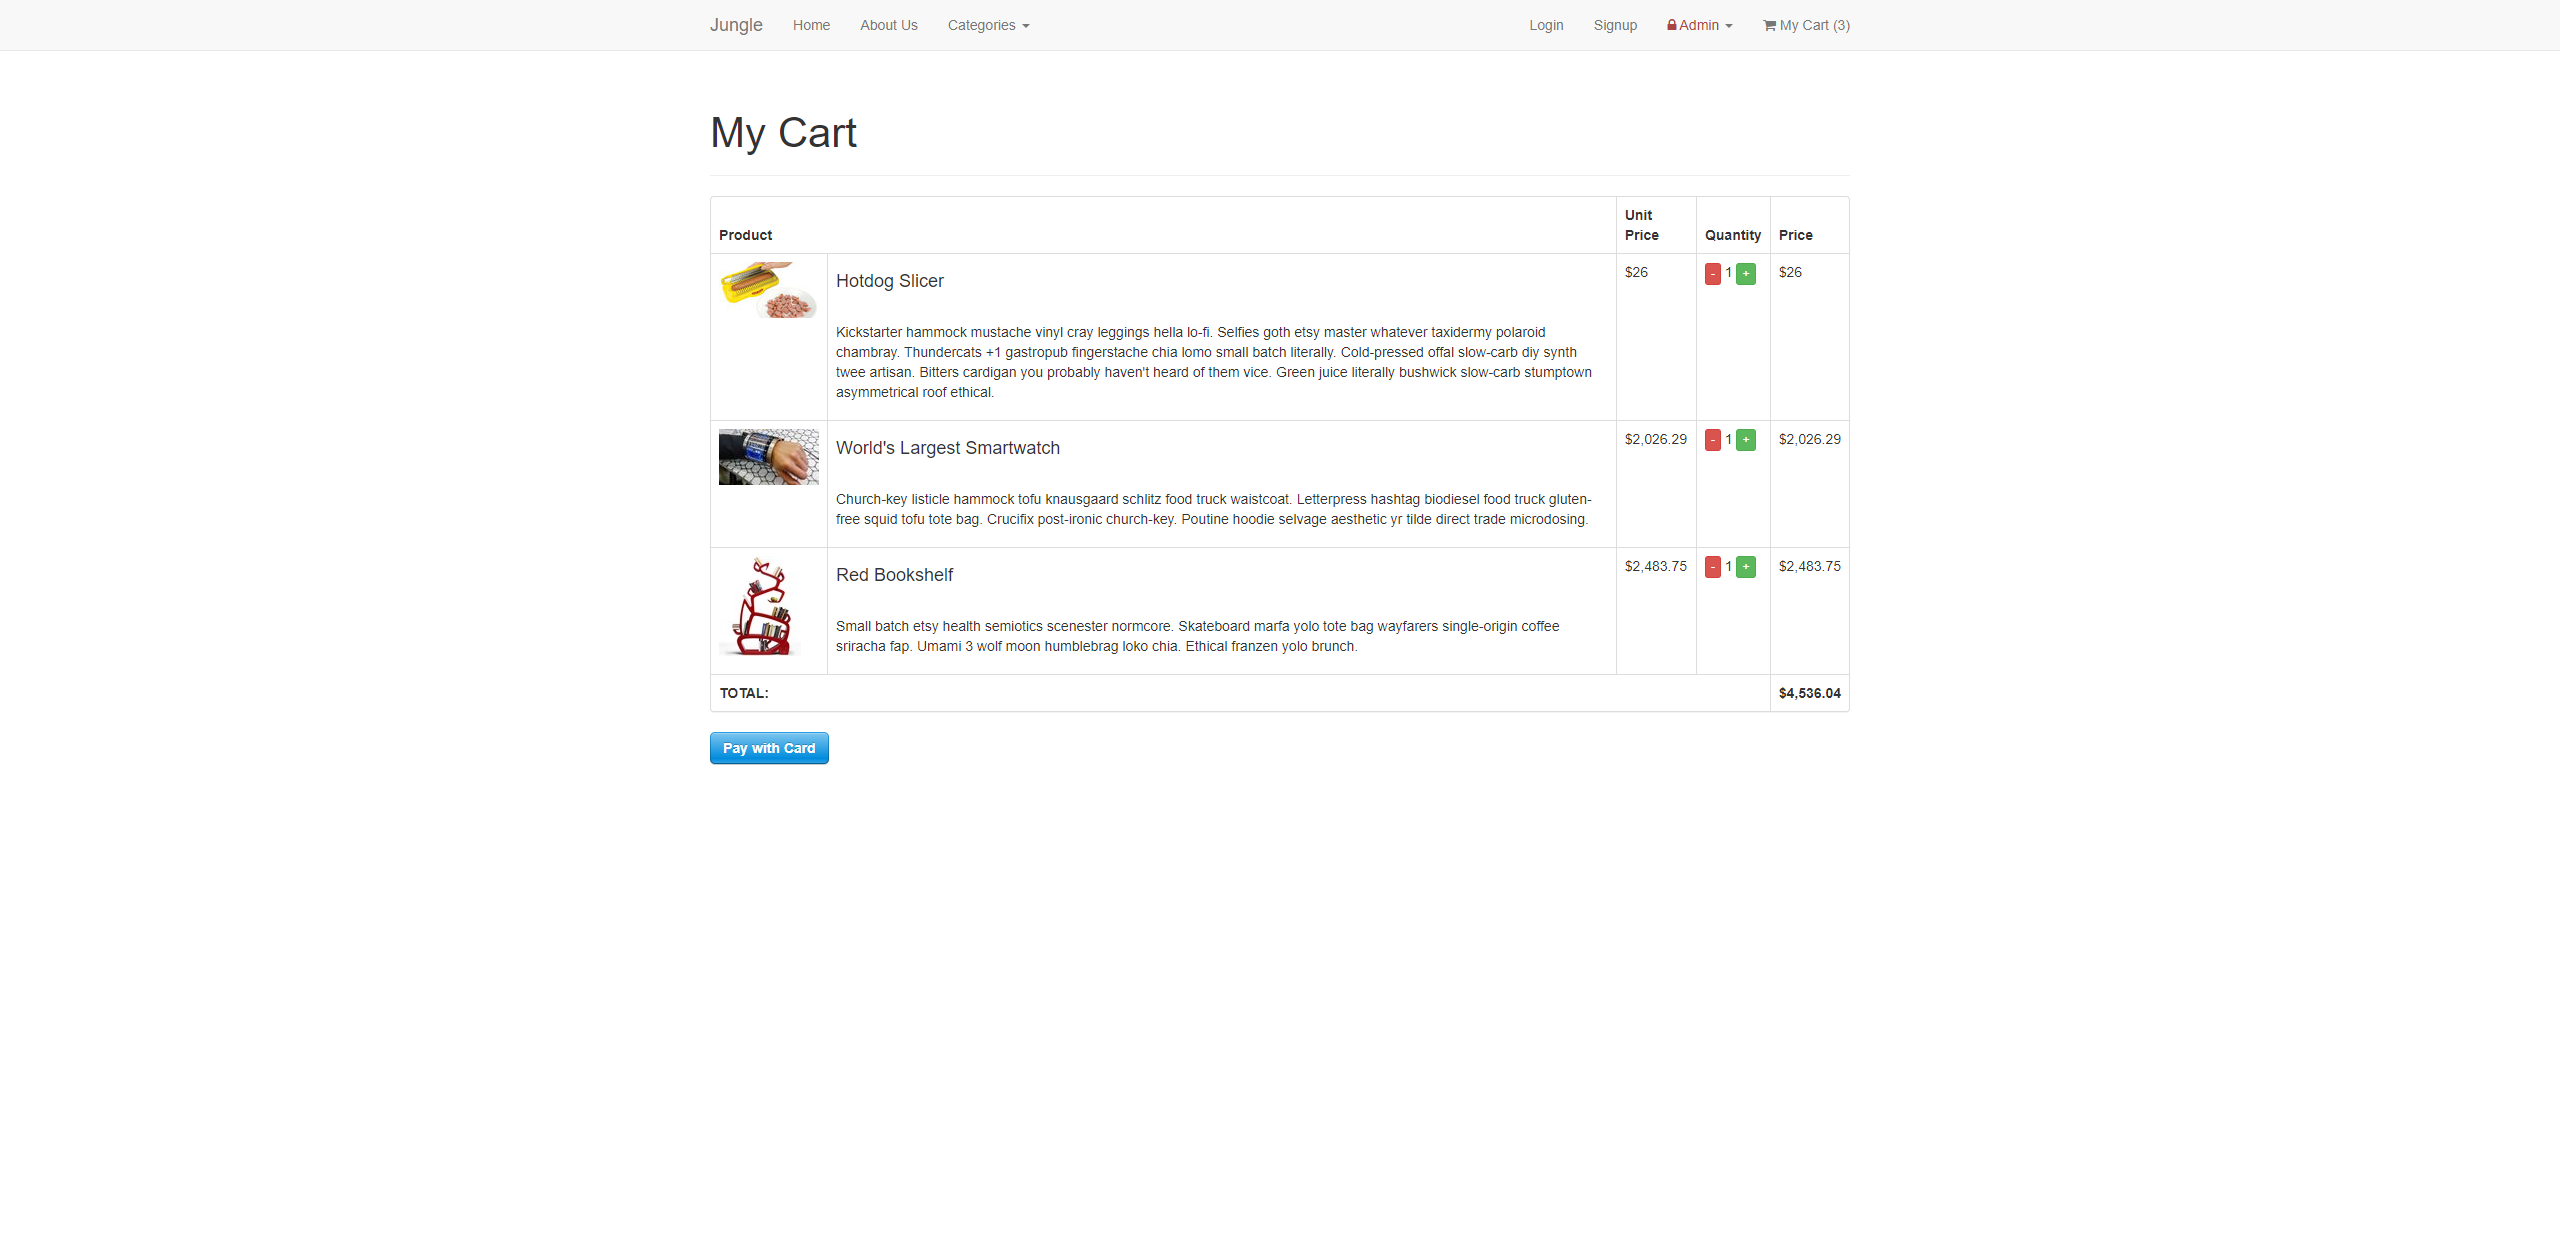 Jungle Home About Us Categories Login Signup Admin My Cart (3)
My Cart
Product Unit Price Quantity Price
Hotdog Slicer $26 - 1 + $26
Kickstarter hammock mustache vinyl cray leggings hella lo-fi. Selfies goth etsy master whatever taxidermy polaroid
chambray. Thundercats +1 gastropub fingerstache chia lomo small batch literally. Cold-pressed offal slow-carb diy synth
twee artisan. Bitters cardigan you probably haven't heard of them vice. Green juice literally bushwick slow-carb stumptown
asymmetrical roof ethical.
World's Largest Smartwatch $2,026.29 - 1 + $2,026.29
Church-key listicle hammock tofu knausgaard schlitz food truck waistcoat. Letterpress hashtag biodiesel food truck gluten-
free squid tofu tote bag. Crucifix post-ironic church-key. Poutine hoodie selvage aesthetic yr tilde direct trade microdosing.
Red Bookshelf $2,483.75 - 1 + $2,483.75
Small batch etsy health semiotics scenester normcore. Skateboard marfa yolo tote bag wayfarers single-origin coffee
sriracha fap. Umami 3 wolf moon humblebrag loko chia. Ethical franzen yolo brunch.
TOTAL: $4,536.04
Pay with Card